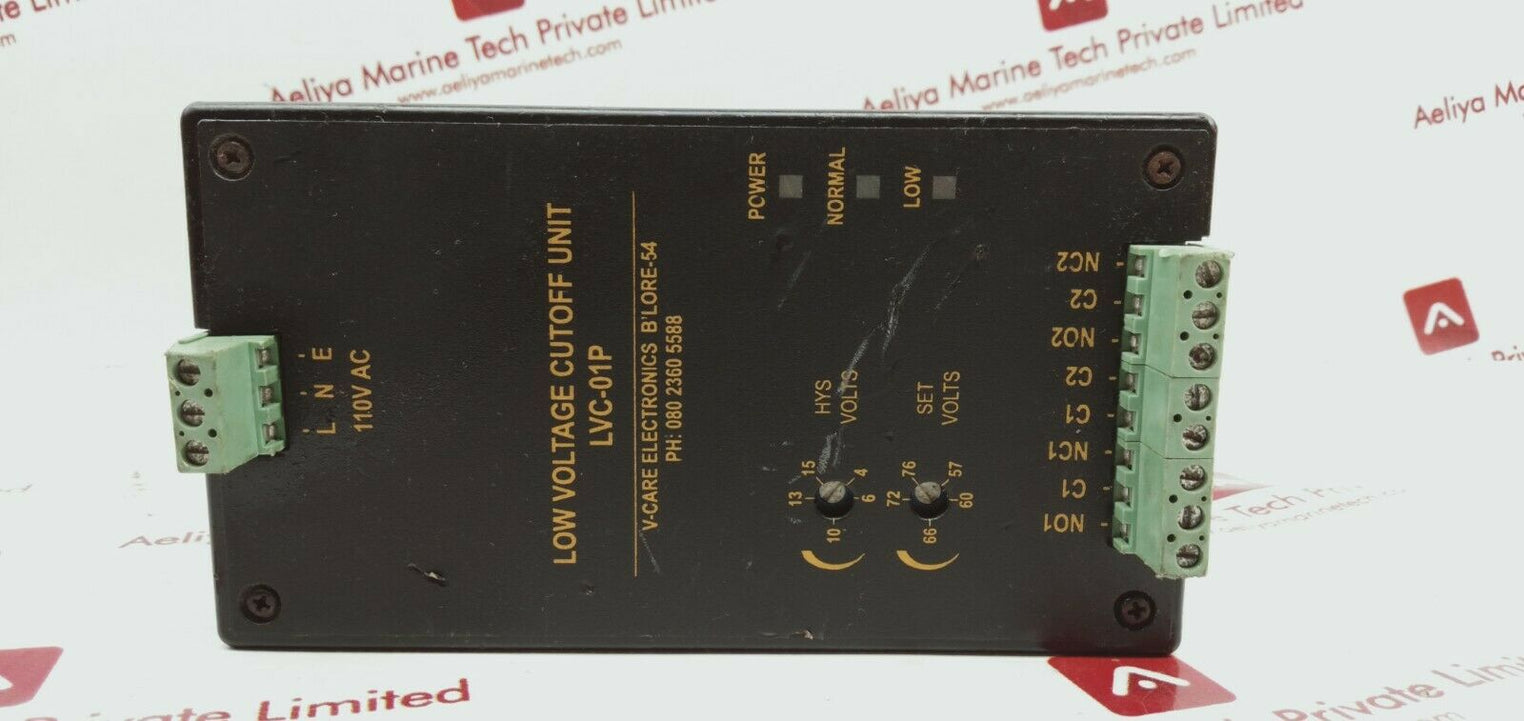 Aeliya Marine Tech Private Limited
www.aeliyamarinetech.com
Aeliya Marine Tech Private Limited
www.aeliyamarinetech.com
Aeliya
LOW VOLTAGE CUTOFF UNIT
LVC-01P
V-CARE ELECTRONICS B'LORE-54
PH: 080 2360 5588
L N E
110V AC
POWER
NORMAL
LOW
HYS
VOLTS
4
6
10
13
15
SET
VOLTS
57
60
66
72
76
NC2
C2
NO2
C2
C1
NC1
C1
NO1
Private Limited
Private Limited